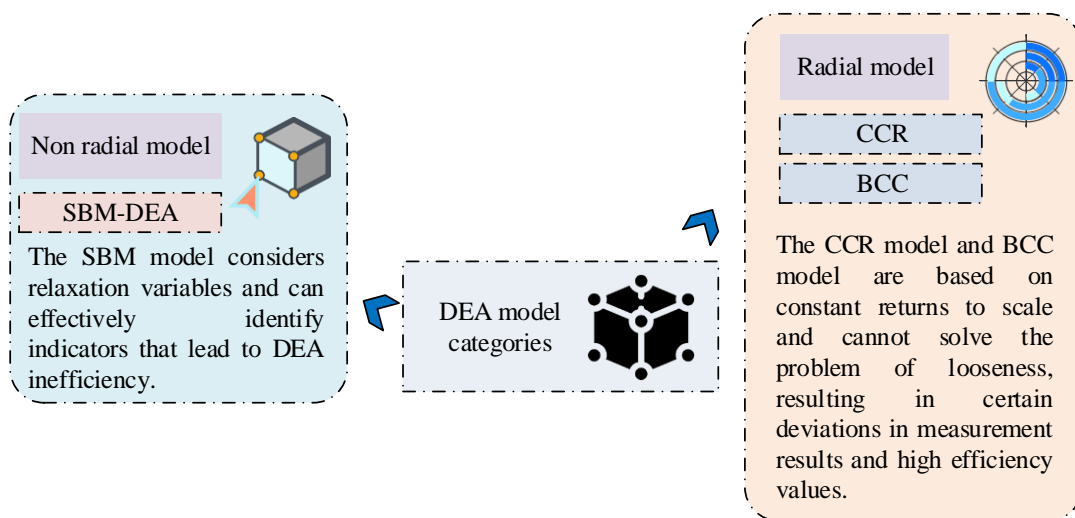 Non radial model
SBM-DEA
The SBM model considers
relaxation variables and can
effectively identify
indicators that lead to DEA
inefficiency.
DEA model
categories
Radial model
CCR
BCC
The CCR model and BCC
model are based on
constant returns to scale
and cannot solve the
problem of looseness,
resulting in certain
deviations in measurement
results and high efficiency
values.